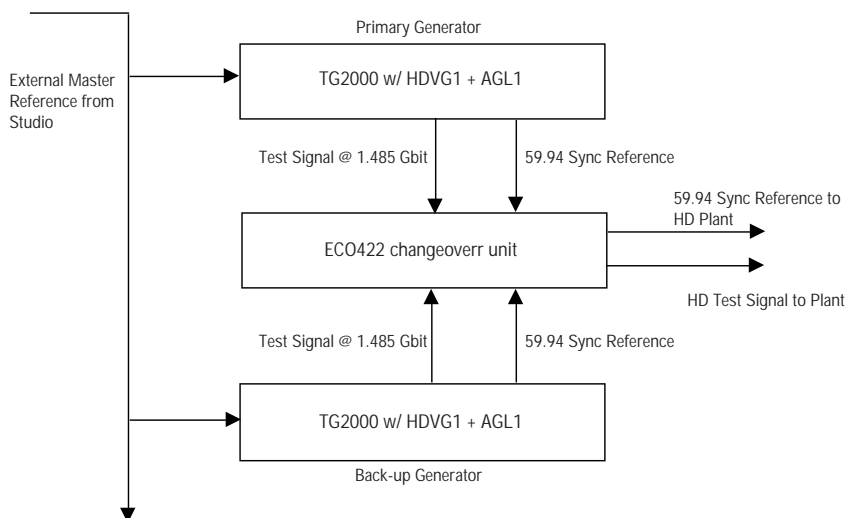 Primary Generator
External Master
Reference from
Studio
TG2000 w/ HDVG1 + AGL1
Test Signal @ 1.485 Gbit
59.94 Sync Reference
59.94 Sync Reference to
HD Plant
ECO422 changeoverr unit
HD Test Signal to Plant
Test Signal @ 1.485 Gbit
59.94 Sync Reference
TG2000 w/ HDVG1 + AGL1
Back-up Generator